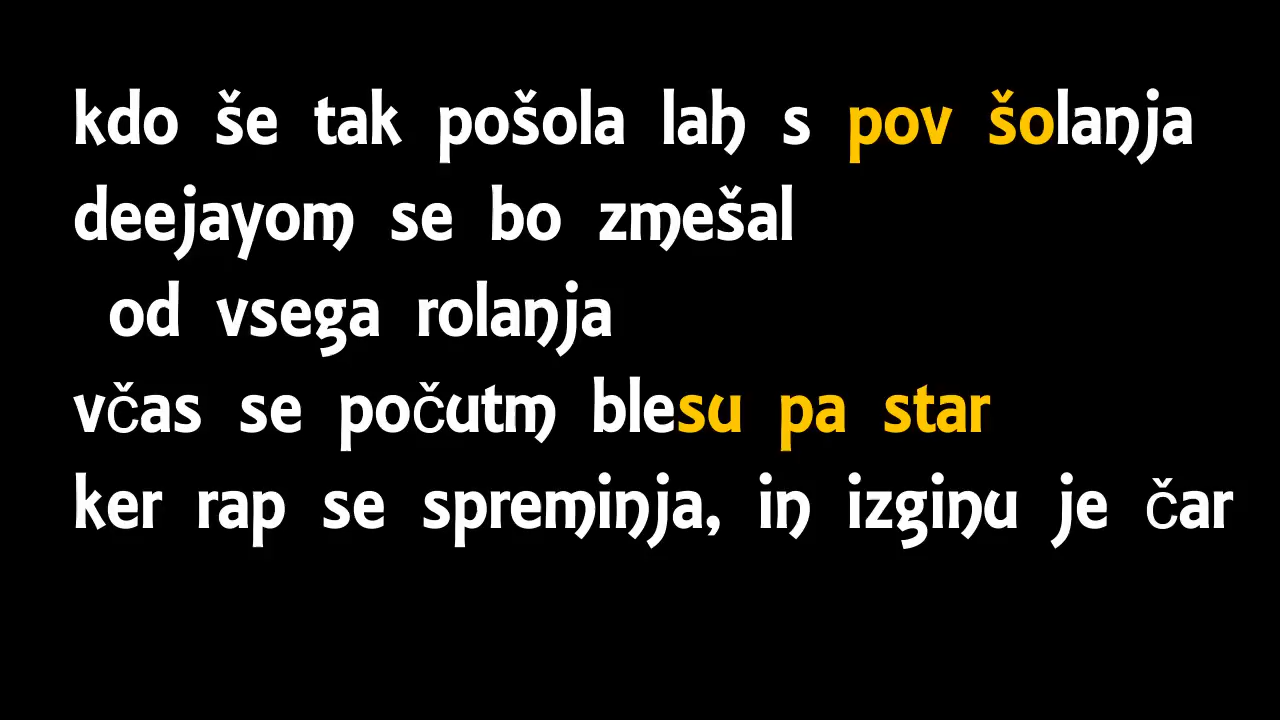 kdo še tak pošola lah s pov šolanja
deejayom se bo zmešal
od vsega rolanja
včas se počutm blesu pa star
ker rap se spreminja, in izginu je čar